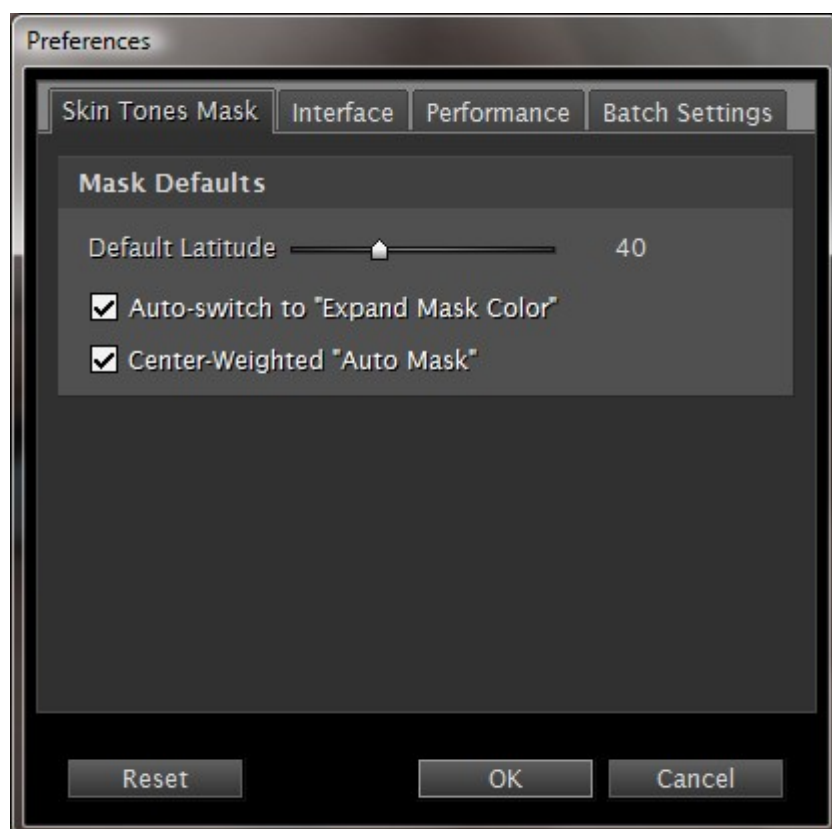 Preferences
Skin Tones Mask Interface Performance Batch Settings
Mask Defaults
Default Latitude 40
Auto-switch to "Expand Mask Color"
Center-Weighted "Auto Mask"
Reset OK Cancel